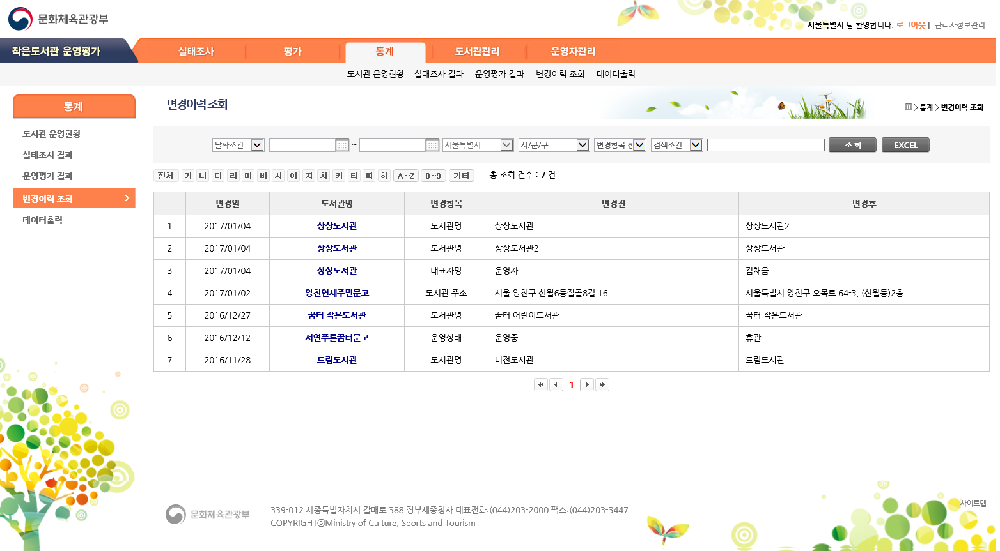 문화체육관광부
서울특별시 님 환영합니다. 로그아웃 | 관리자정보관리
작은도서관 운영평가 실태조사 평가 통계 도서관관리 운영자관리
도서관 운영현황 실태조사 결과 운영평가 결과 변경이력 조회 데이터출력
통계
도서관 운영현황
실태조사 결과
운영평가 결과
변경이력 조회
데이터출력
변경이력 조회
> 통계 > 변경이력 조회
날짜조건 ~ 서울특별시 시/군/구 변경항목 검색조건 조 회 EXCEL
전체 가 나 다 라 마 바 사 아 자 차 카 타 파 하 A~Z 0~9 기타 총 조회 건수 : 7 건
변경일 도서관명 변경항목 변경전 변경후
1 2017/01/04 상상도서관 도서관명 상상도서관 상상도서관2
2 2017/01/04 상상도서관 도서관명 상상도서관2 상상도서관
3 2017/01/04 상상도서관 대표자명 운영자 김채움
4 2017/01/02 양천연세주민문고 도서관 주소 서울 양천구 신월6동절골8길 16 서울특별시 양천구 오목로 64-3, (신월동)2층
5 2016/12/27 꿈터 작은도서관 도서관명 꿈터 어린이도서관 꿈터 작은도서관
6 2016/12/12 서연푸른꿈터문고 운영상태 운영중 휴관
7 2016/11/28 드림도서관 도서관명 비전도서관 드림도서관
1
사이트맵
문화체육관광부
339-012 세종특별자치시 갈매로 388 정부세종청사 대표전화:(044)203-2000 팩스:(044)203-3447
COPYRIGHTⓒMinistry of Culture, Sports and Tourism